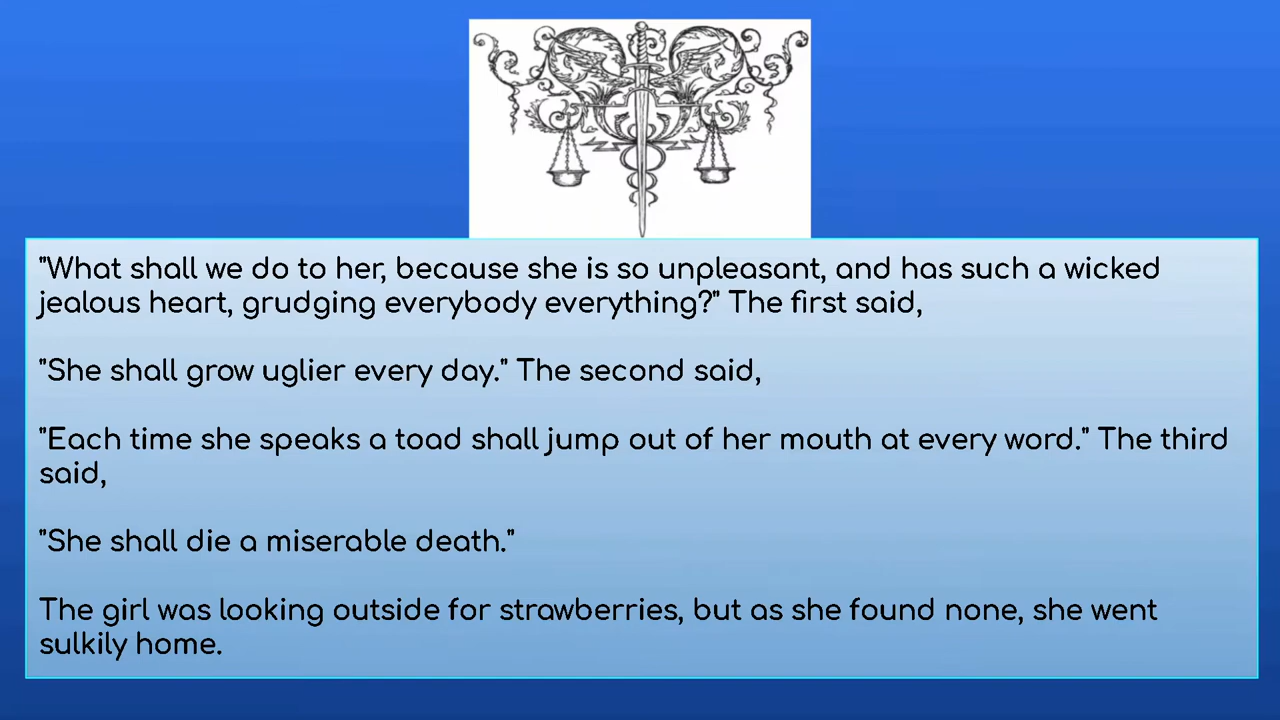 "What shall we do to her, because she is so unpleasant, and has such a wicked
jealous heart, grudging everybody everything?" The first said,
"She shall grow uglier every day." The second said,
"Each time she speaks a toad shall jump out of her mouth at every word." The third
said,
"She shall die a miserable death."
The girl was looking outside for strawberries, but as she found none, she went
sulkily home.